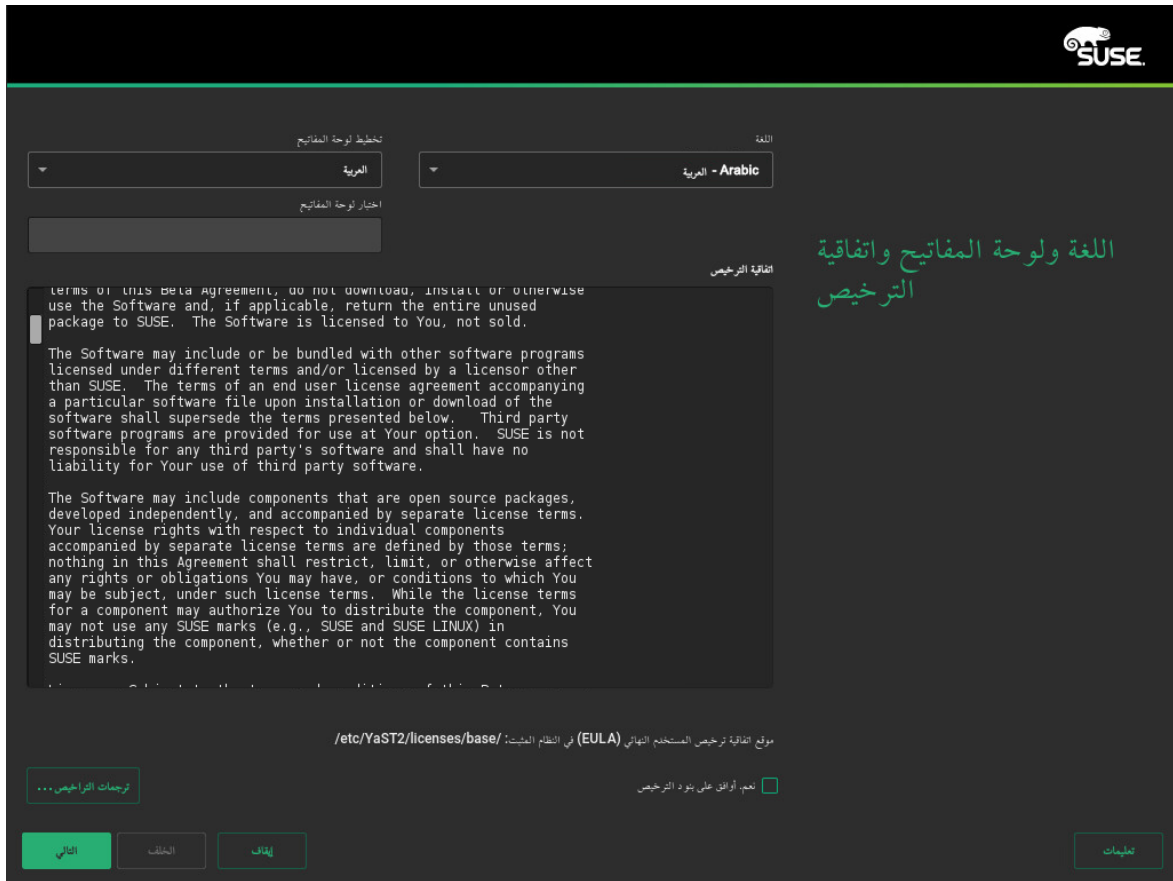 SUSE.
اللغة
تخطيط لوحة المفاتيح
العربية - Arabic
العربية
اختبار لوحة المفاتيح
اللغة ولوحة المفاتيح واتفاقية
الترخيص
اتفاقية الترخيص
terms of this Beta Agreement, do not download, install or otherwise
use the Software and, if applicable, return the entire unused
package to SUSE.  The Software is licensed to You, not sold.
The Software may include or be bundled with other software programs
licensed under different terms and/or licensed by a licensor other
than SUSE.  The terms of an end user license agreement accompanying
a particular software file upon installation or download of the
software shall supersede the terms presented below.   Third party
software programs are provided for use at Your option.  SUSE is not
responsible for any third party's software and shall have no
liability for Your use of third party software.
The Software may include components that are open source packages,
developed independently, and accompanied by separate license terms.
Your license rights with respect to individual components
accompanied by separate license terms are defined by those terms;
nothing in this Agreement shall restrict, limit, or otherwise affect
any rights or obligations You may have, or conditions to which You
may be subject, under such license terms.  While the license terms
for a component may authorize You to distribute the component, You
may not use any SUSE marks (e.g., SUSE and SUSE LINUX) in
distributing the component, whether or not the component contains
SUSE marks.
موقع اتفاقية ترخيص المستخدم النهائي (EULA) في النظام المثبت: /etc/YaST2/licenses/base/
نعم، أوافق على بنود الترخيص
ترجمات التراخيص...
تعليمات
إيقاف
الخلف
التالي